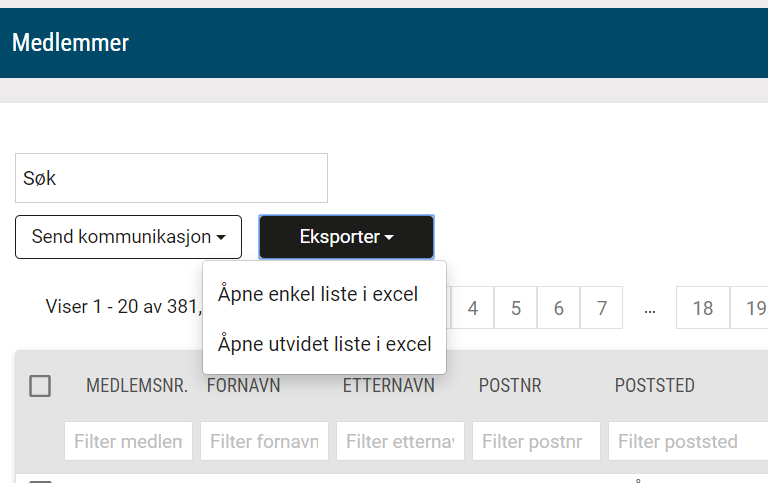 Medlemmer
Søk
Send kommunikasjon Eksporter
Åpne enkel liste i excel
Viser 1 - 20 av 381, 4 5 6 7 ... 18 19
Åpne utvidet liste i excel
MEDLEMSNR. FORNAVN ETTERNAVN POSTNR POSTSTED
Filter medlen Filter fornavn Filter etterna Filter postnr Filter poststed